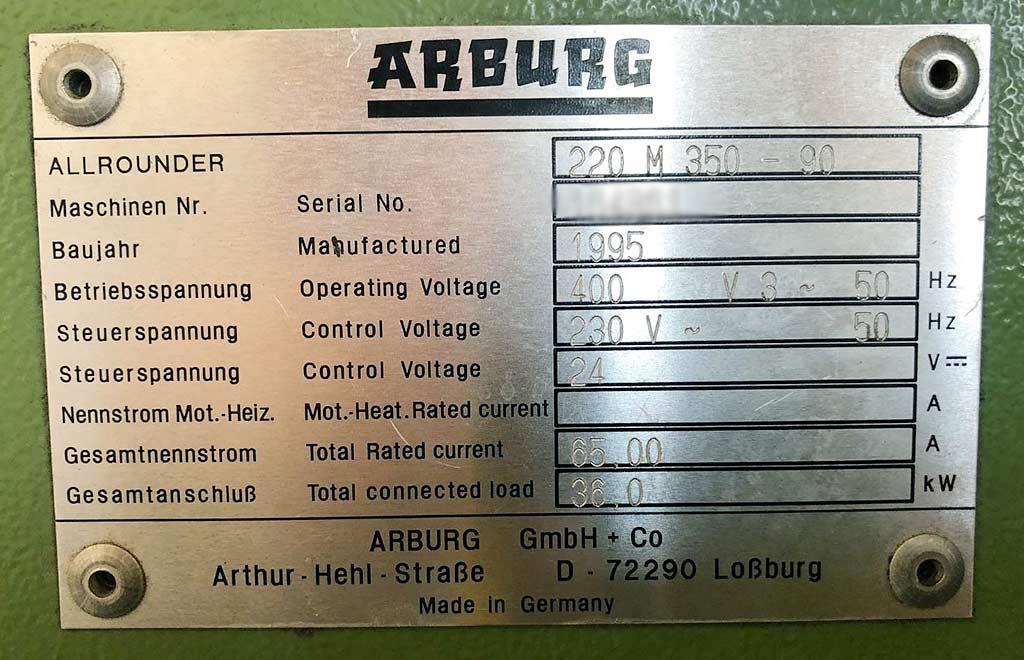 ARBURG
ALLROUNDER 220 M 350 - 90
Maschinen Nr. Serial No.
Baujahr Manufactured 1995
Betriebsspannung Operating Voltage 400 V 3 ~ 50 Hz
Steuerspannung Control Voltage 230 V ~ 50 Hz
Steuerspannung Control Voltage 24 V ⎓
Nennstrom Mot.-Heiz. Mot.-Heat. Rated current A
Gesamtnennstrom Total Rated current 65,00 A
Gesamtanschluß Total connected load 36,0 kW
ARBURG GmbH + Co
Arthur - Hehl - Straße D - 72290 Loßburg
Made in Germany